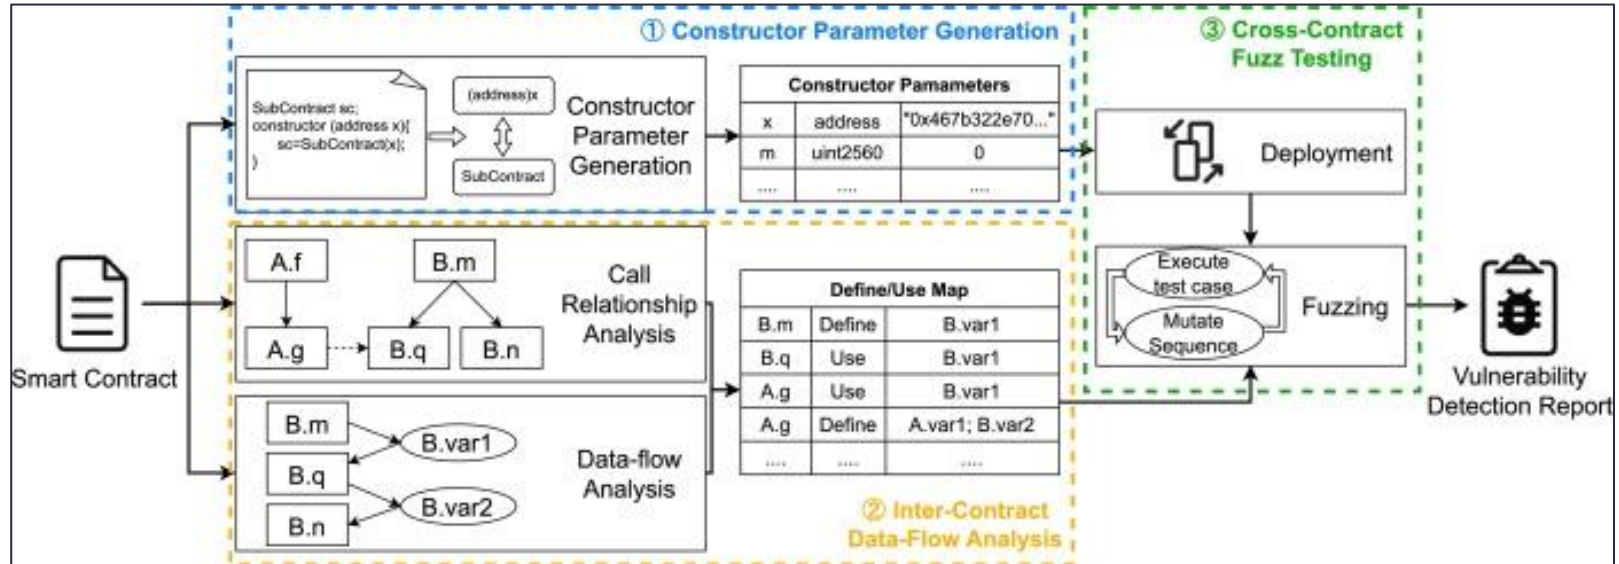 ① Constructor Parameter Generation
SubContract sc;
constructor (address x){
sc=SubContract(x);
}
(address)x
SubContract
Constructor
Parameter
Generation
Constructor Pamameters
x address "0x467b322e70..."
m uint2560 0
.... .... ....
③ Cross-Contract
Fuzz Testing
Deployment
Execute
test case
Mutate
Sequence
Fuzzing
Smart Contract
A.f
B.m
A.g
B.q
B.n
Call
Relationship
Analysis
B.m
B.q
B.n
B.var1
B.var2
Data-flow
Analysis
Define/Use Map
B.m Define B.var1
B.q Use B.var1
A.g Use B.var1
A.g Define A.var1; B.var2
.... .... ....
② Inter-Contract
Data-Flow Analysis
Vulnerability
Detection Report